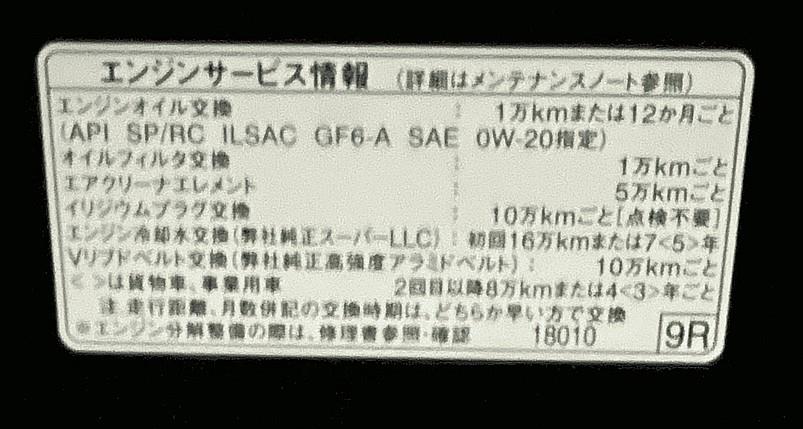 エンジンサービス情報 (詳細はメンテナンスノート参照)
エンジンオイル交換 : 1万kmまたは12か月ごと
(API SP/RC ILSAC GF6-A SAE 0W-20指定)
オイルフィルタ交換 : 1万kmごと
エアクリーナエレメント : 5万kmごと
イリジウムプラグ交換 : 10万kmごと[点検不要]
エンジン冷却水交換(弊社純正スーパーLLC) : 初回16万kmまたは7<5>年
Vリブドベルト交換(弊社純正高強度アラミドベルト) : 10万kmごと
< >は貨物車、事業用車 2回目以降8万kmまたは4<3>年ごと
注 走行距離、月数併記の交換時期は、どちらか早い方で交換
※エンジン分解整備の際は、修理書参照・確認 18010 9R